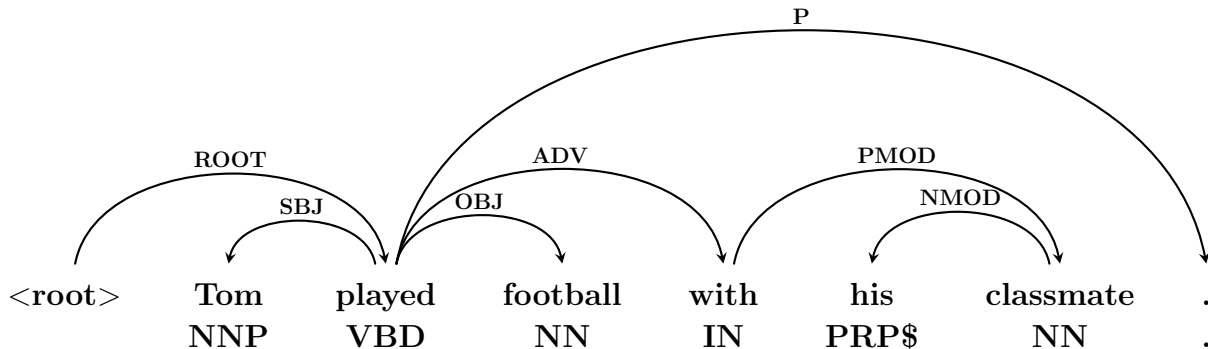 P
ROOT ADV PMOD
SBJ OBJ NMOD
<root> Tom played football with his classmate .
NNP VBD NN IN PRP$ NN .